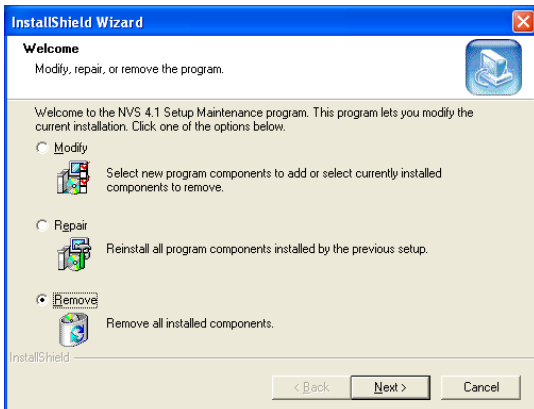 InstallShield Wizard
Welcome
Modify, repair, or remove the program.
Welcome to the NVS 4.1 Setup Maintenance program. This program lets you modify the
current installation. Click one of the options below.
Modify
Select new program components to add or select currently installed
components to remove.
Repair
Reinstall all program components installed by the previous setup.
Remove
Remove all installed components.
InstallShield
< Back
Next >
Cancel